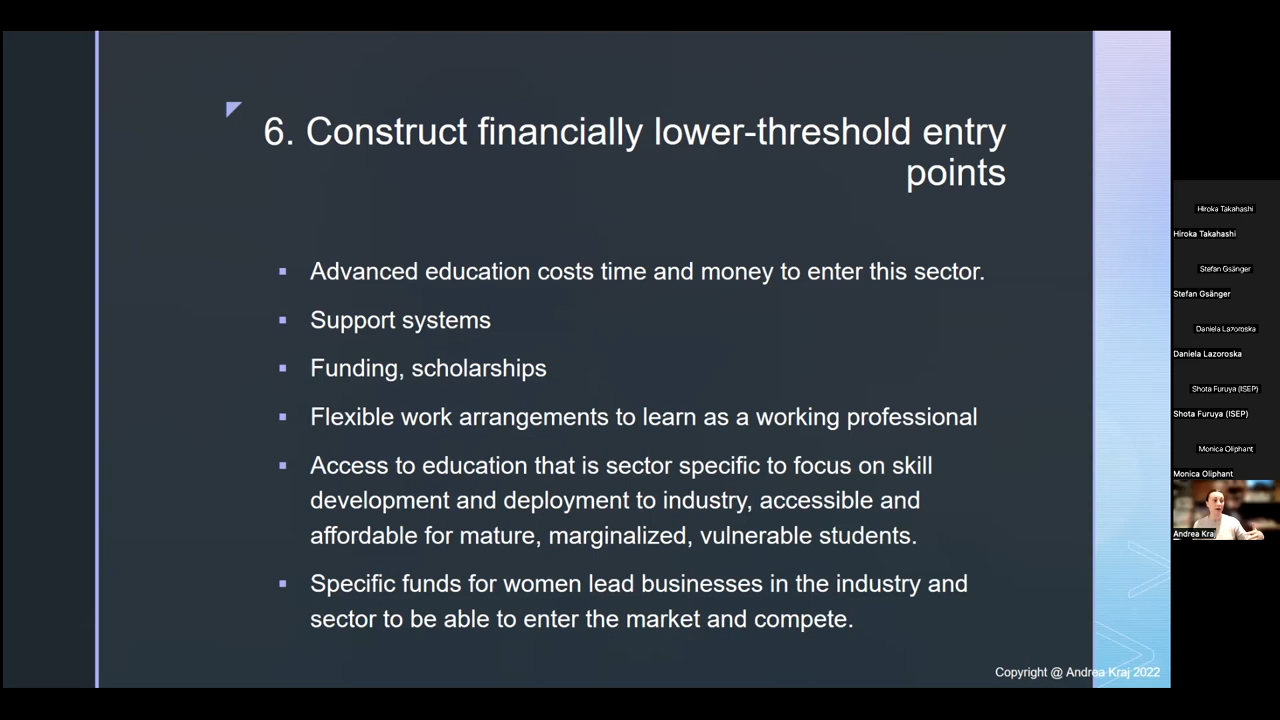 6. Construct financially lower-threshold entry
points
Advanced education costs time and money to enter this sector.
Support systems
Funding, scholarships
Flexible work arrangements to learn as a working professional
Access to education that is sector specific to focus on skill
development and deployment to industry, accessible and
affordable for mature, marginalized, vulnerable students.
Specific funds for women lead businesses in the industry and
sector to be able to enter the market and compete.
Copyright @ Andrea Kraj 2022
Hiroka Takahashi
Hiroka Takahashi
Stefan Gsänger
Stefan Gsänger
Daniela Lazoroska
Daniela Lazoroska
Shota Furuya (ISEP)
Shota Furuya (ISEP)
Monica Oliphant
Monica Oliphant
Andrea Kraj